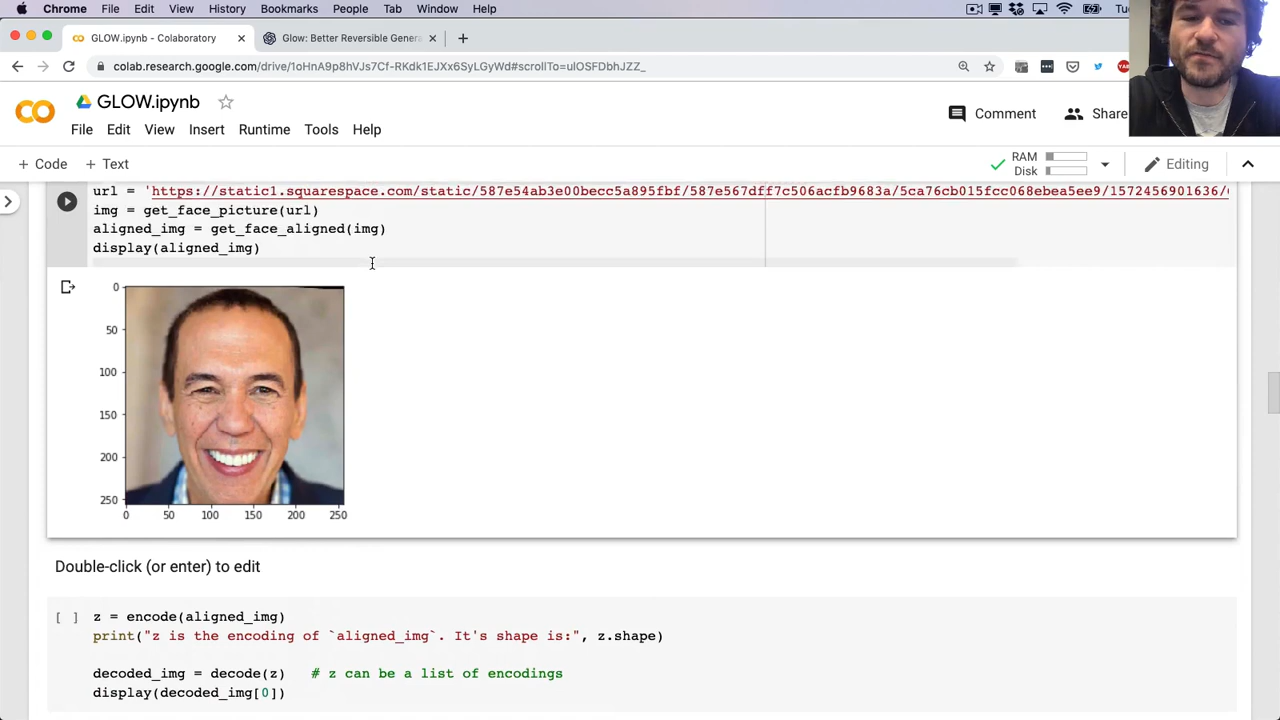 Chrome File Edit View History Bookmarks People Tab Window Help Tue
GLOW.ipynb - Colaboratory Glow: Better Reversible Genera
colab.research.google.com/drive/1oHnA9p8hVJs7Cf-RKdk1EJXx6SyLGyWd#scrollTo=uIOSFDbhJZZ_
GLOW.ipynb
Comment Share
File Edit View Insert Runtime Tools Help
+ Code + Text
RAM
Disk
Editing
url = 'https://static1.squarespace.com/static/587e54ab3e00becc5a895fbf/587e567dff7c506acfb9683a/5ca76cb015fcc068ebea5ee9/1572456901636/
img = get_face_picture(url)
aligned_img = get_face_aligned(img)
display(aligned_img)
0
50
100
150
200
250
0 50 100 150 200 250
Double-click (or enter) to edit
[ ] z = encode(aligned_img)
print("z is the encoding of `aligned_img`. It's shape is:", z.shape)
decoded_img = decode(z) # z can be a list of encodings
display(decoded_img[0])